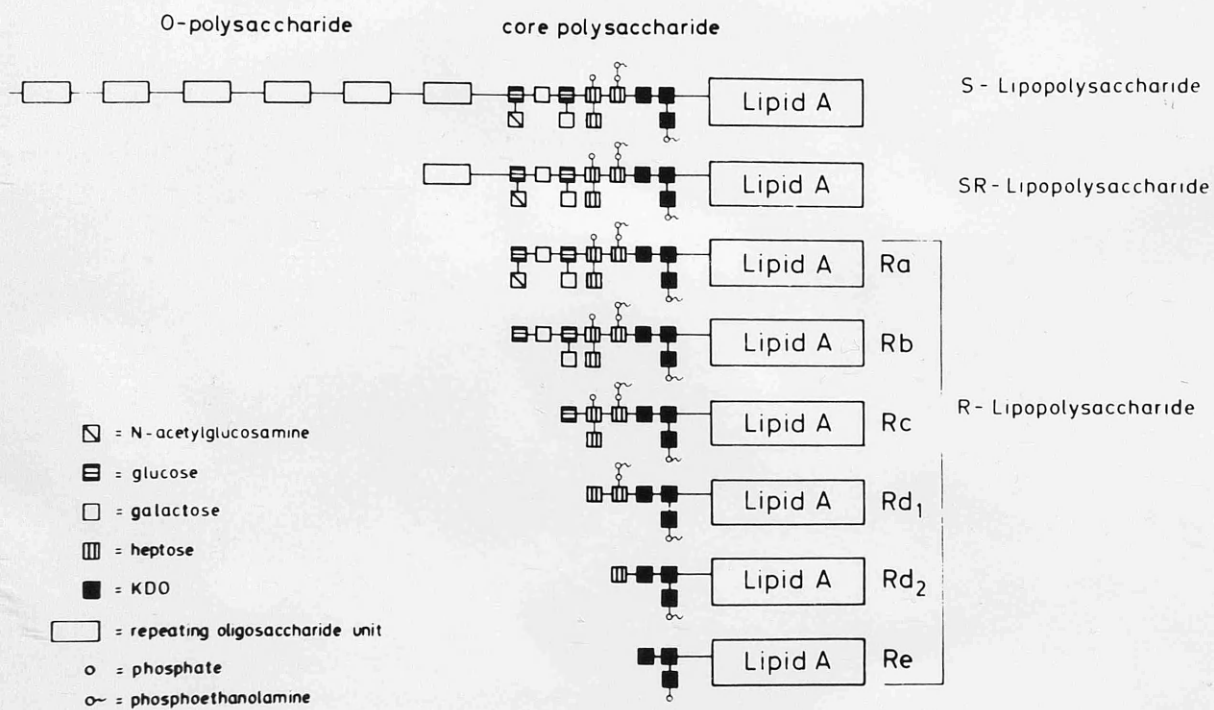 O-polysaccharide
core polysaccharide
Lipid A
S - Lipopolysaccharide
Lipid A
SR - Lipopolysaccharide
Lipid A
Ra
Lipid A
Rb
Lipid A
Rc
R - Lipopolysaccharide
Lipid A
Rd1
Lipid A
Rd2
Lipid A
Re
= N-acetylglucosamine
= glucose
= galactose
= heptose
= KDO
= repeating oligosaccharide unit
= phosphate
= phosphoethanolamine